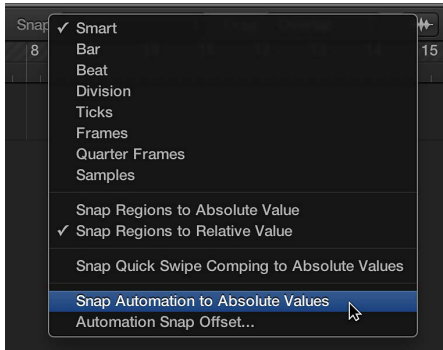 Snap
✓ Smart
8
15
Bar
Beat
Division
Ticks
Frames
Quarter Frames
Samples
Snap Regions to Absolute Value
✓ Snap Regions to Relative Value
Snap Quick Swipe Comping to Absolute Values
Snap Automation to Absolute Values
Automation Snap Offset...